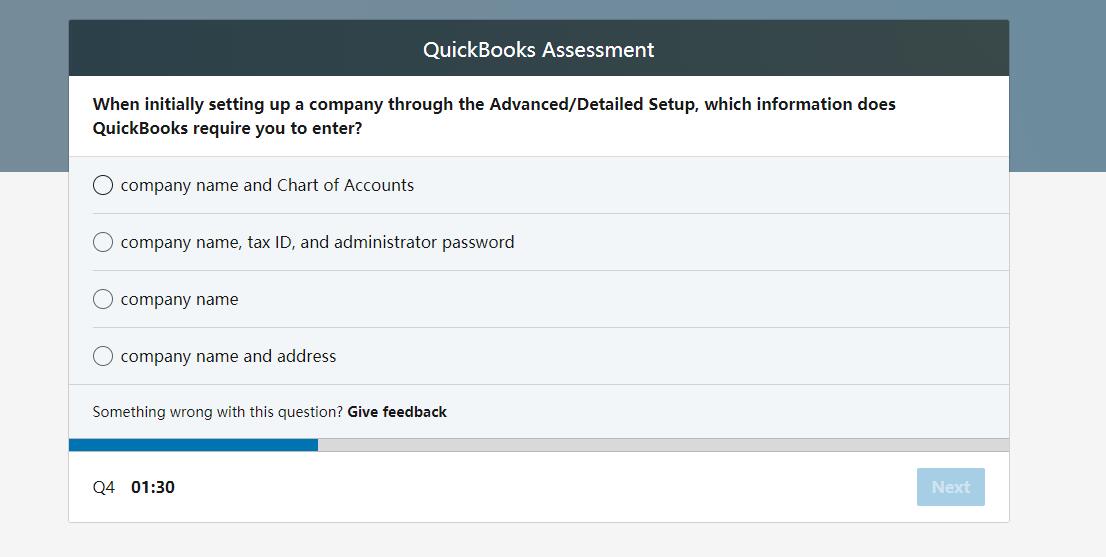 QuickBooks Assessment
When initially setting up a company through the Advanced/Detailed Setup, which information does
QuickBooks require you to enter?
company name and Chart of Accounts
company name, tax ID, and administrator password
company name
company name and address
Something wrong with this question? Give feedback
Q4 01:30 Next